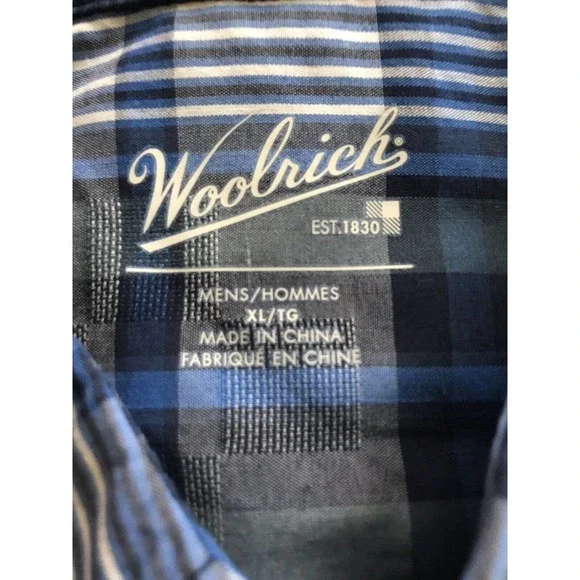 Woolrich
EST.1830
MENS/HOMMES
XL/TG
MADE IN CHINA
FABRIQUÉ EN CHINE